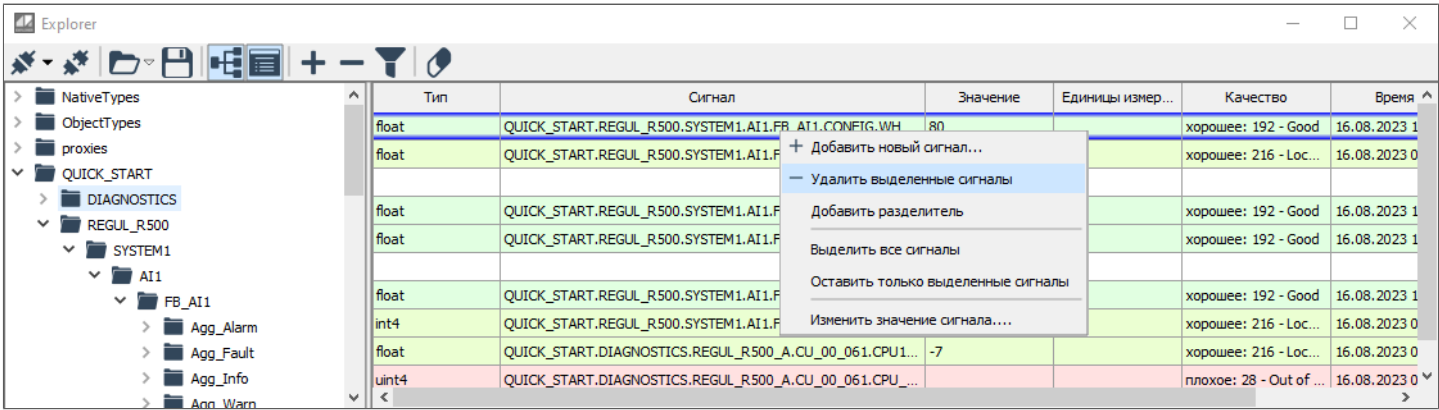 Explorer
NativeTypes
ObjectTypes
proxies
QUICK_START
DIAGNOSTICS
REGUL_R500
SYSTEM1
AI1
FB_AI1
Agg_Alarm
Agg_Fault
Agg_Info
Agg_Warn
Тип Сигнал Значение Единицы измер... Качество Время
float QUICK_START.REGUL_R500.SYSTEM1.AI1.FB_AI1.CONFIG.WH 80 хорошее: 192 - Good 16.08.2023 1
float QUICK_START.REGUL_R500.SYSTEM1.AI1.F хорошее: 216 - Loc... 16.08.2023 0
float QUICK_START.REGUL_R500.SYSTEM1.AI1.F хорошее: 192 - Good 16.08.2023 1
float QUICK_START.REGUL_R500.SYSTEM1.AI1.F хорошее: 192 - Good 16.08.2023 1
float QUICK_START.REGUL_R500.SYSTEM1.AI1.F хорошее: 192 - Good 16.08.2023 1
int4 QUICK_START.REGUL_R500.SYSTEM1.AI1.F хорошее: 216 - Loc... 16.08.2023 0
float QUICK_START.DIAGNOSTICS.REGUL_R500_A.CU_00_061.CPU1... -7 хорошее: 216 - Loc... 16.08.2023 0
uint4 QUICK_START.DIAGNOSTICS.REGUL_R500_A.CU_00_061.CPU_... плохое: 28 - Out of ... 16.08.2023 0
Добавить новый сигнал...
Удалить выделенные сигналы
Добавить разделитель
Выделить все сигналы
Оставить только выделенные сигналы
Изменить значение сигнала....